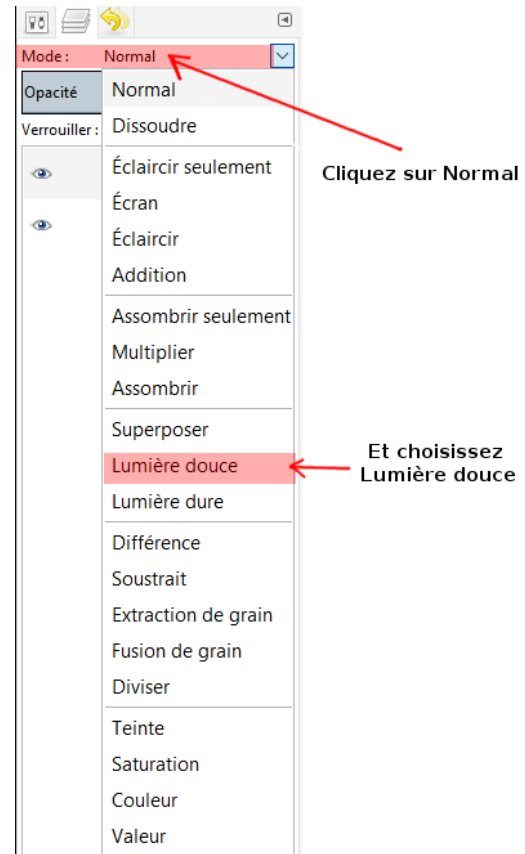 Mode : Normal
Opacité
Verrouiller :
Normal
Dissoudre
Éclaircir seulement
Écran
Éclaircir
Addition
Assombrir seulement
Multiplier
Assombrir
Superposer
Lumière douce
Lumière dure
Différence
Soustrait
Extraction de grain
Fusion de grain
Diviser
Teinte
Saturation
Couleur
Valeur
Cliquez sur Normal
Et choisissez
Lumière douce